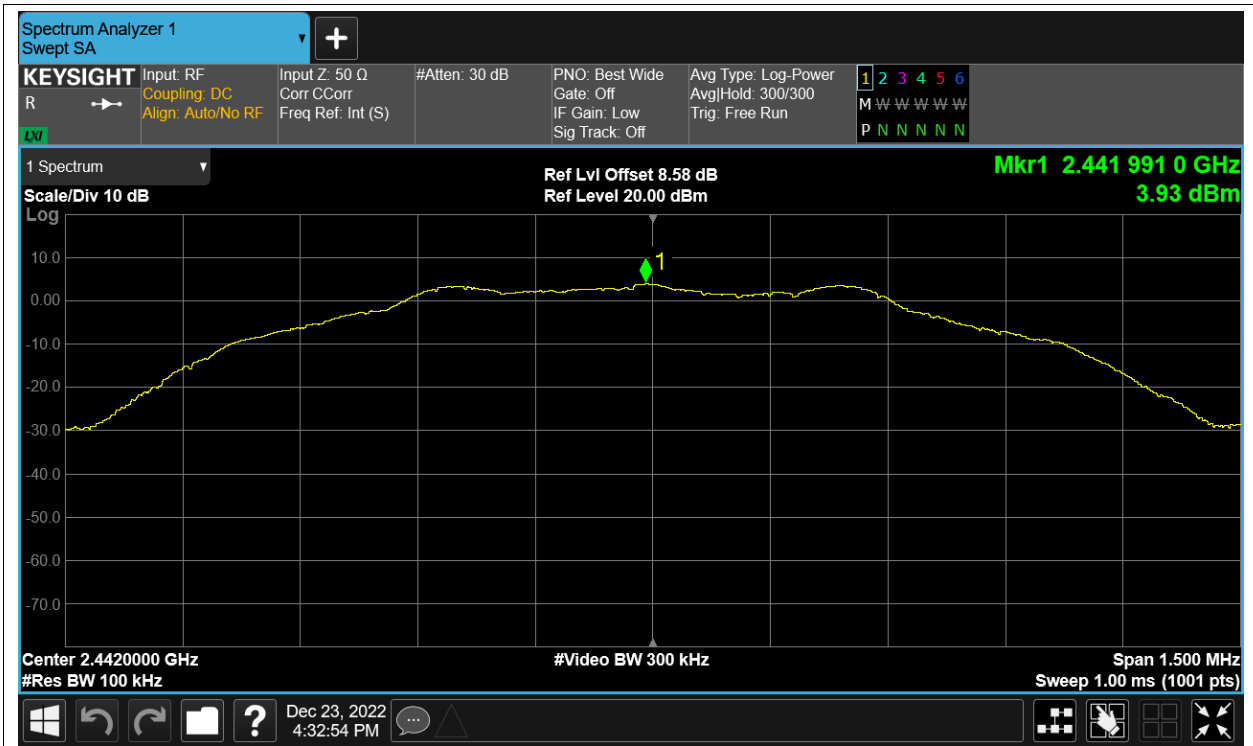 Spectrum Analyzer 1
Swept SA
KEYSIGHT
R
LXI
Input: RF
Coupling: DC
Align: Auto/No RF
Input Z: 50 Ω
Corr CCorr
Freq Ref: Int (S)
#Atten: 30 dB
PNO: Best Wide
Gate: Off
IF Gain: Low
Sig Track: Off
Avg Type: Log-Power
Avg|Hold: 300/300
Trig: Free Run
1 2 3 4 5 6
M W W W W W W
P N N N N N
1 Spectrum
Scale/Div 10 dB
Log
Ref Lvl Offset 8.58 dB
Ref Level 20.00 dBm
Mkr1 2.441 991 0 GHz
3.93 dBm
1
10.0
0.00
-10.0
-20.0
-30.0
-40.0
-50.0
-60.0
-70.0
Center 2.4420000 GHz
#Res BW 100 kHz
#Video BW 300 kHz
Span 1.500 MHz
Sweep 1.00 ms (1001 pts)
?
Dec 23, 2022
4:32:54 PM